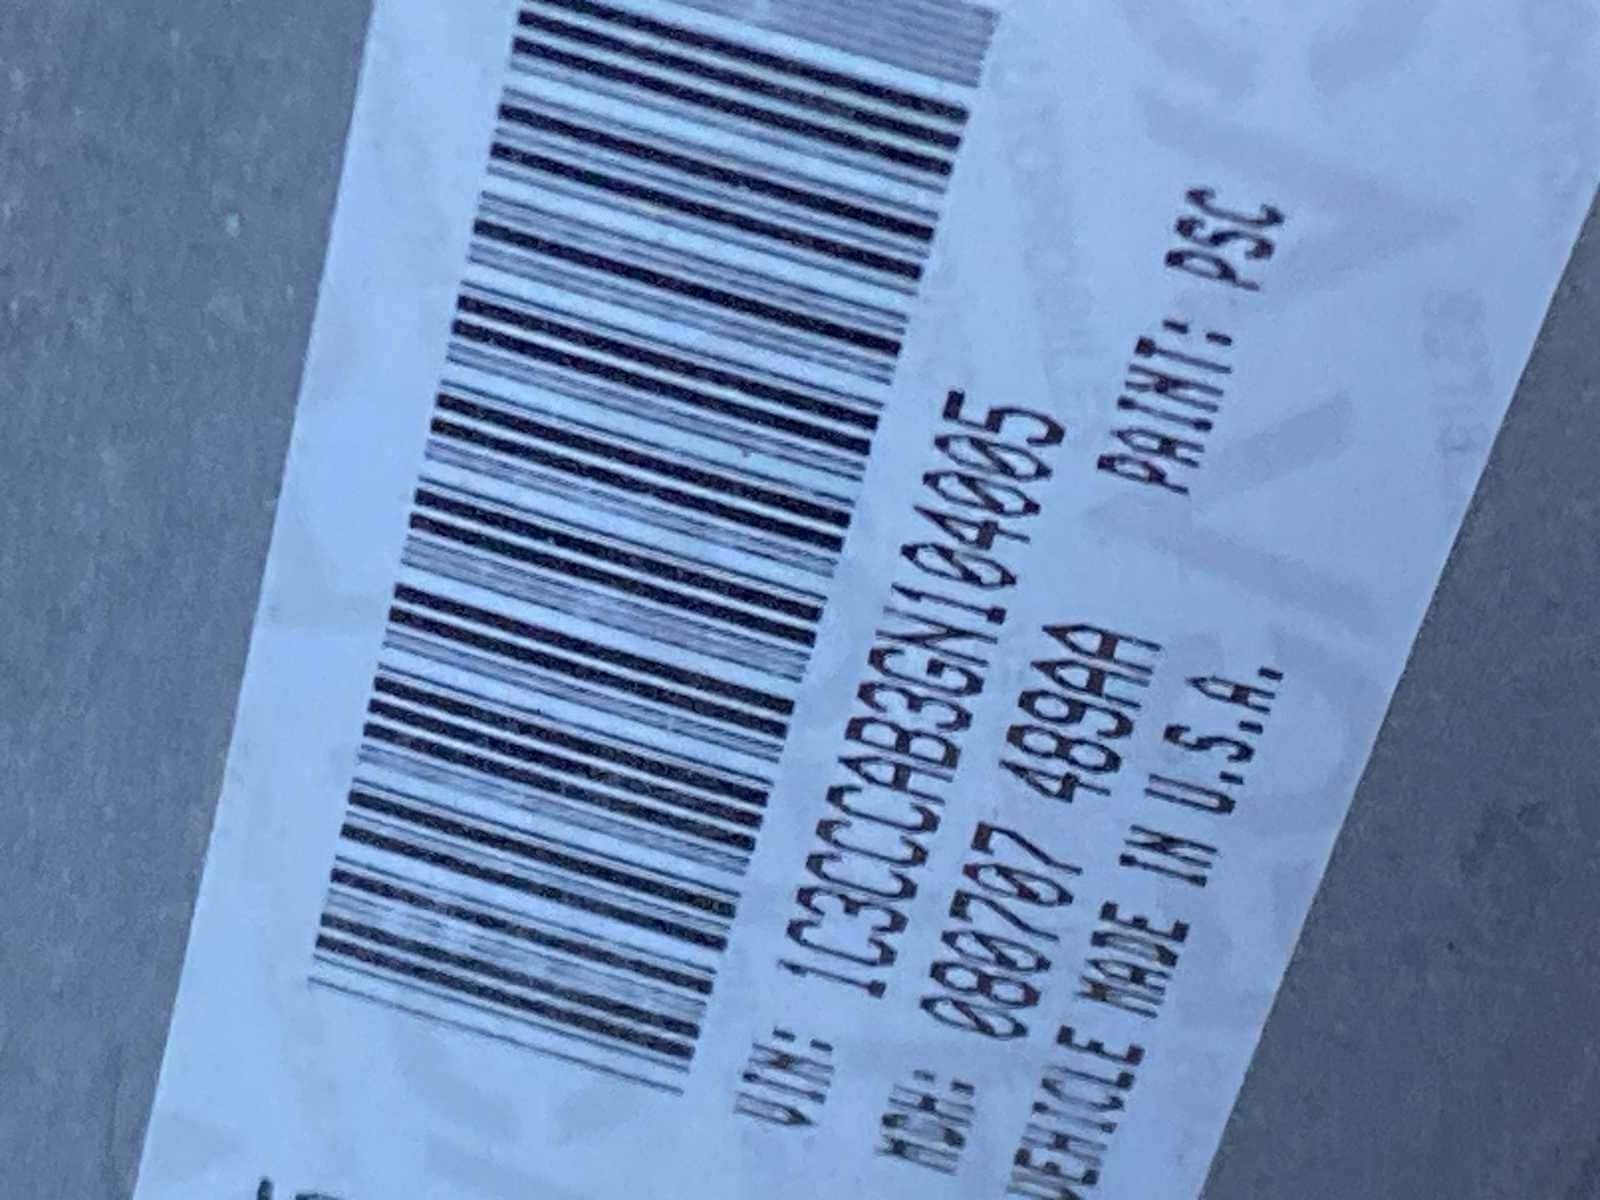 VIN: 1C3CCCAB3GN104005
MDH: 080707 489AA PAINT: PSC
VEHICLE MADE IN U.S.A.